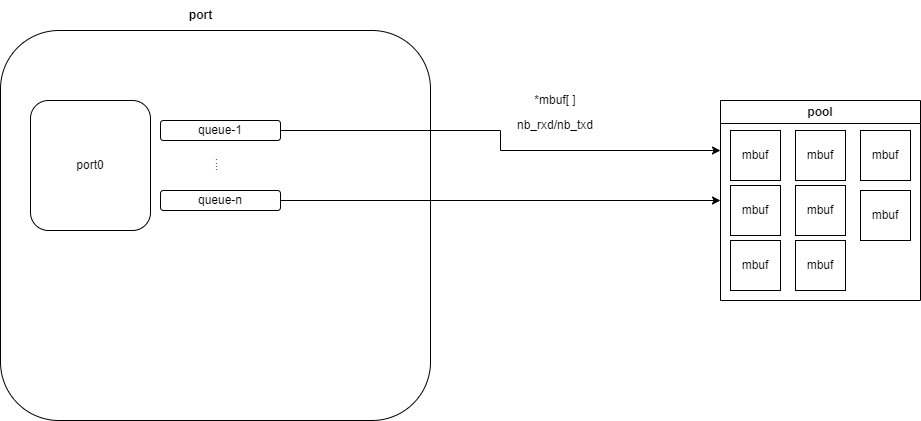 port
port0
queue-1
queue-n
*mbuf[ ]
nb_rxd/nb_txd
pool
mbuf mbuf mbuf
mbuf mbuf mbuf
mbuf mbuf